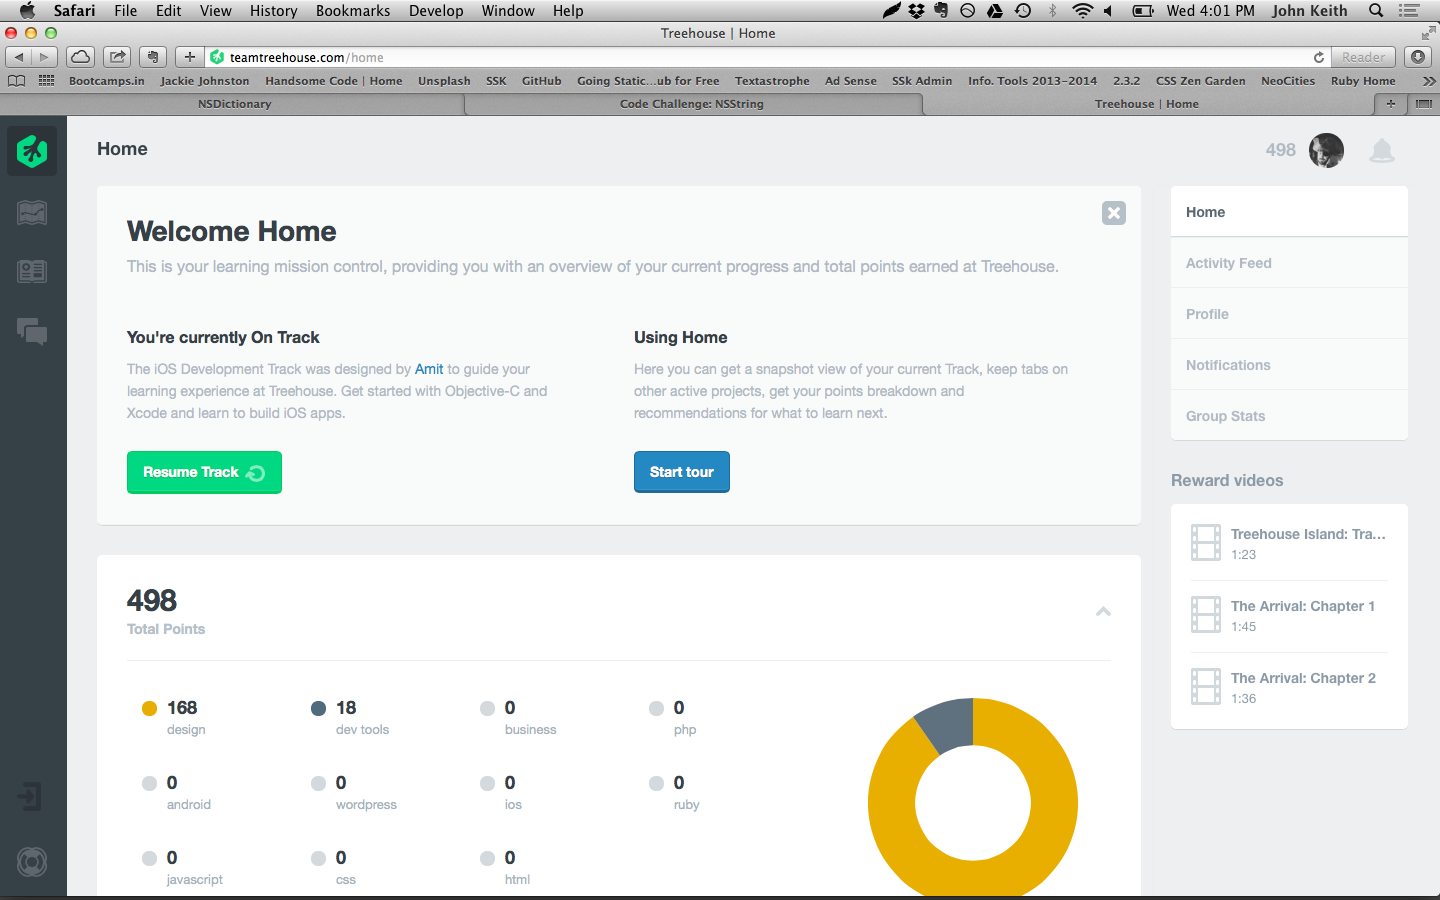 Safari File Edit View History Bookmarks Develop Window Help Wed 4:01 PM John Keith
Treehouse | Home
teamtreehouse.com/home Reader
Bootcamps.in Jackie Johnston Handsome Code | Home Unsplash SSK GitHub Going Static...ub for Free Textastrophe Ad Sense SSk Admin Info. Tools 2013-2014 2.3.2 CSS Zen Garden NeoCities Ruby Home
NSDictionary Code Challenge: NSString Treehouse | Home
Home 498
Welcome Home
This is your learning mission control, providing you with an overview of your current progress and total points earned at Treehouse.
You're currently On Track
The iOS Development Track was designed by Amit to guide your
learning experience at Treehouse. Get started with Objective-C and
Xcode and learn to build iOS apps.
Resume Track
Using Home
Here you can get a snapshot view of your current Track, keep tabs on
other active projects, get your points breakdown and
recommendations for what to learn next.
Start tour
498
Total Points
168
design
18
dev tools
0
business
0
php
0
android
0
wordpress
0
ios
0
ruby
0
javascript
0
css
0
html
Home
Activity Feed
Profile
Notifications
Group Stats
Reward videos
Treehouse Island: Tra...
1:23
The Arrival: Chapter 1
1:45
The Arrival: Chapter 2
1:36